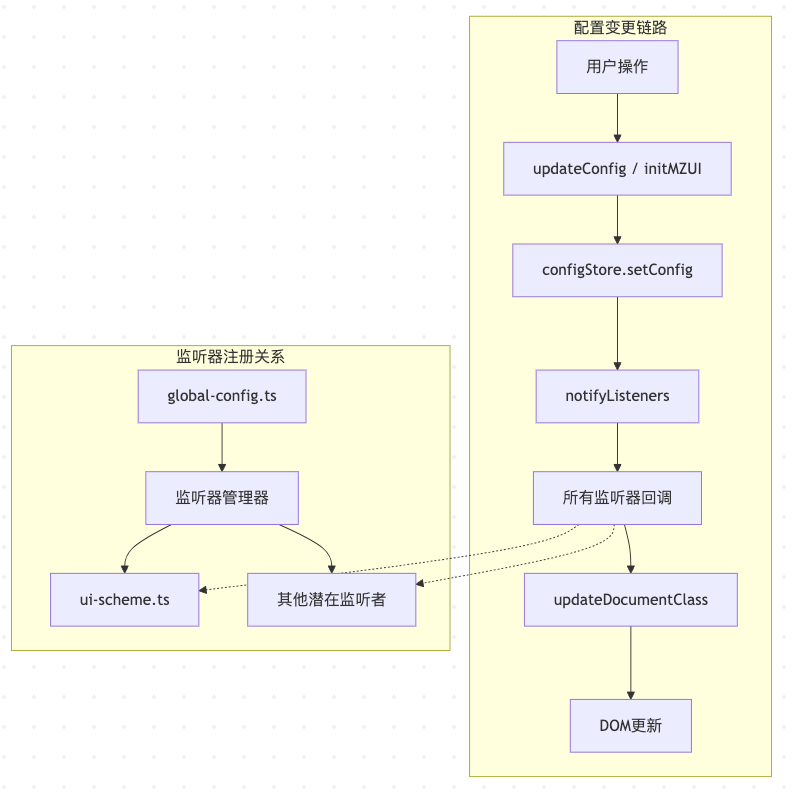 配置变更链路
用户操作
updateConfig / initMZUI
configStore.setConfig
notifyListeners
所有监听器回调
updateDocumentClass
DOM更新
监听器注册关系
global-config.ts
监听器管理器
ui-scheme.ts
其他潜在监听者